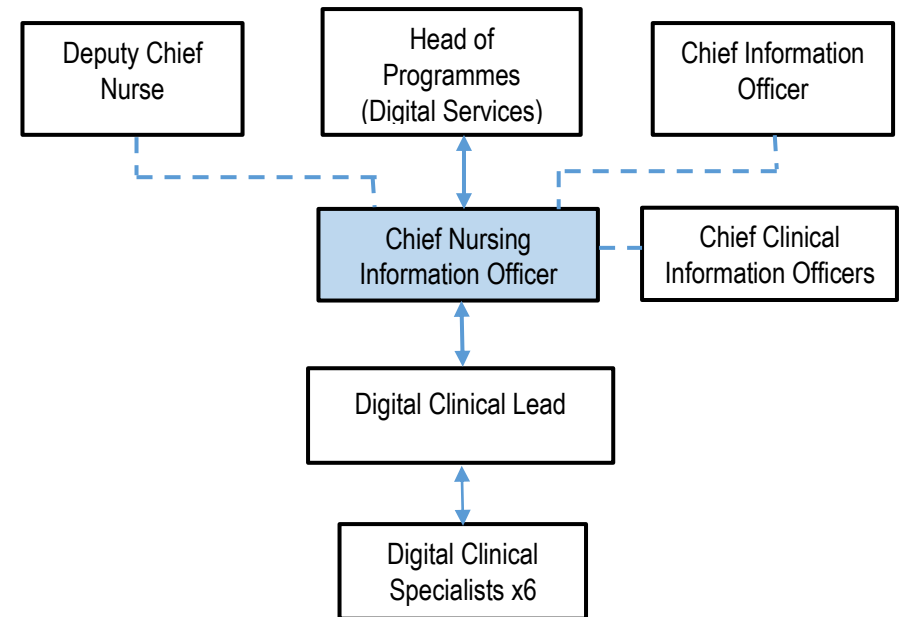 Deputy Chief
Nurse
Head of
Programmes
(Digital Services)
Chief Information
Officer
Chief Nursing
Information Officer
Chief Clinical
Information Officers
Digital Clinical Lead
Digital Clinical
Specialists x6